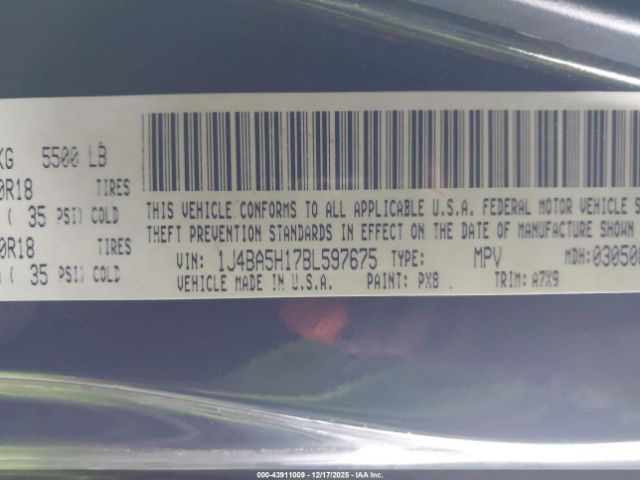 KG 5500 LB
0R18 TIRES
( 35 PSI) COLD
0R18 TIRES
( 35 PSI) COLD
THIS VEHICLE CONFORMS TO ALL APPLICABLE U.S.A. FEDERAL MOTOR VEHICLE S
THEFT PREVENTION STANDARDS IN EFFECT ON THE DATE OF MANUFACTURE SHOWN
VIN: 1J4BA5H17BL597675 TYPE: MPV MDH: 03050
VEHICLE MADE IN U.S.A. PAINT: PX8 TRIM: A7X9
000-43911009 - 12/17/2025 - IAA Inc.